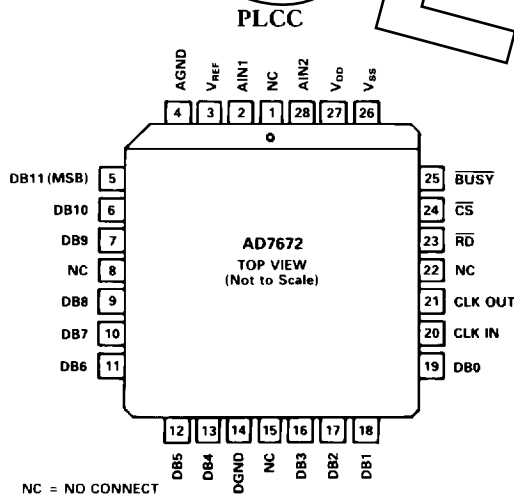 PLCC
AGND VREF AIN1 NC AIN2 VDD VSS
4 3 2 1 28 27 26
DB11 (MSB) 5 25 BUSY
DB10 6 24 CS
DB9 7 23 RD
NC 8 22 NC
DB8 9 21 CLK OUT
DB7 10 20 CLK IN
DB6 11 19 DB0
AD7672
TOP VIEW
(Not to Scale)
12 13 14 15 16 17 18
DB5 DB4 DGND NC DB3 DB2 DB1
NC = NO CONNECT